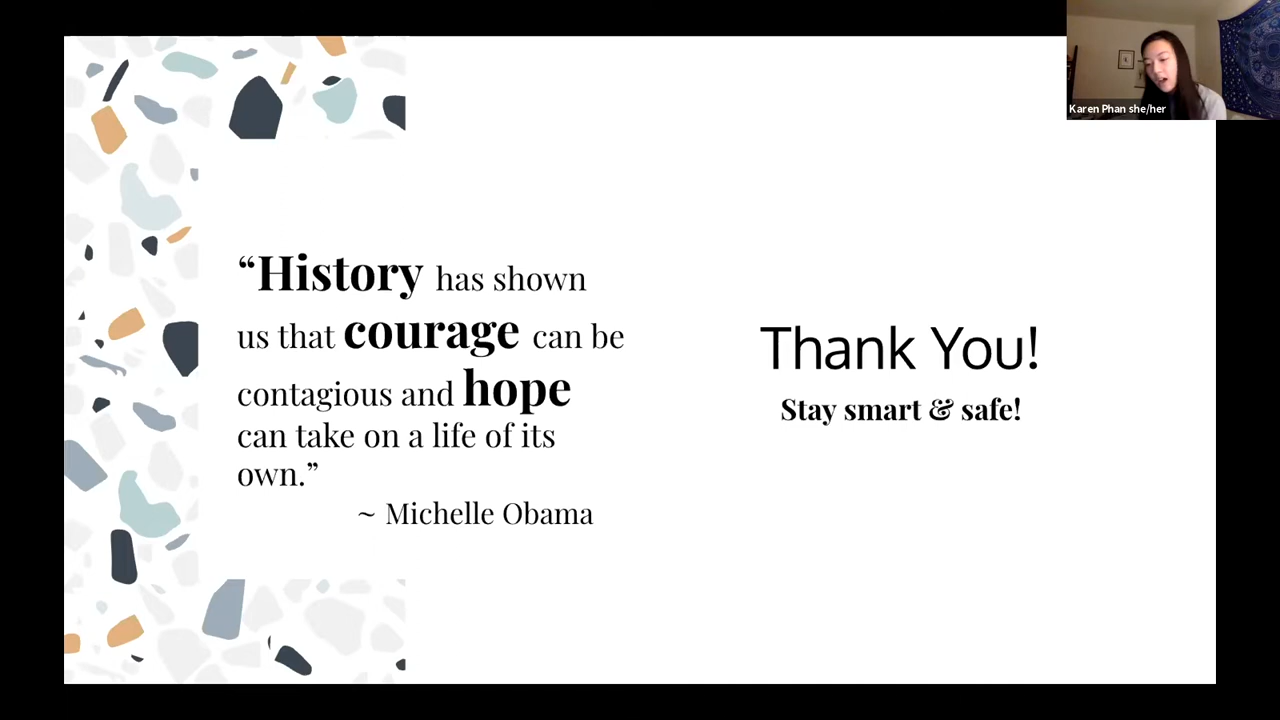 Karen Phan she/her
“History has shown
us that courage can be
contagious and hope
can take on a life of its
own.”
~ Michelle Obama
Thank You!
Stay smart & safe!